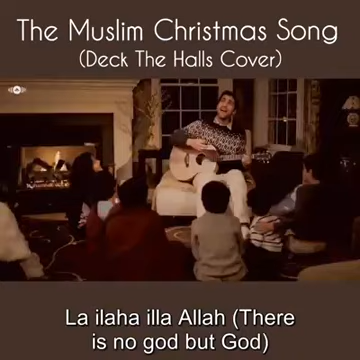 The Muslim Christmas Song
(Deck The Halls Cover)
La ilaha illa Allah (There
is no god but God)